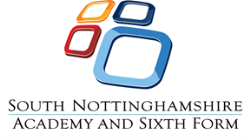 SOUTH NOTTINGHAMSHIRE
ACADEMY AND SIXTH FORM